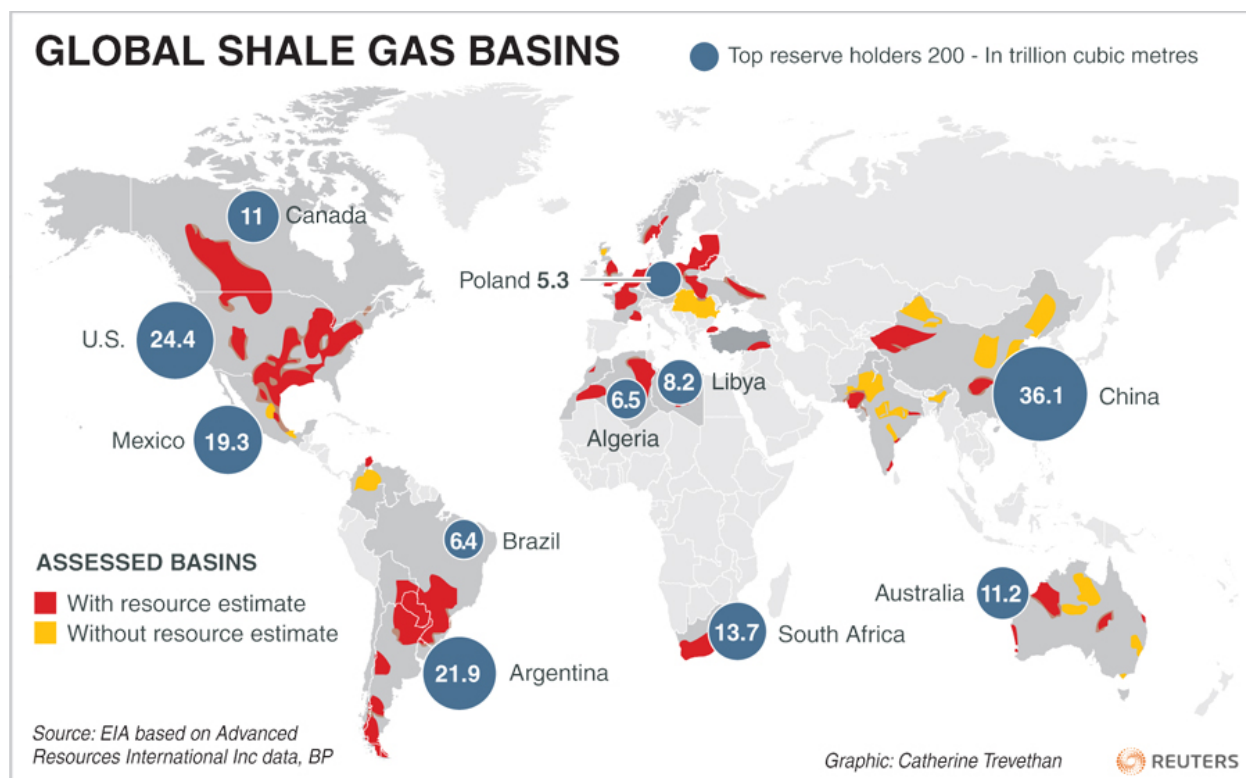 GLOBAL SHALE GAS BASINS
Top reserve holders 200 - In trillion cubic metres
11 Canada
Poland 5.3
U.S. 24.4
8.2 Libya
6.5
Algeria
36.1 China
Mexico 19.3
6.4 Brazil
ASSESSED BASINS
With resource estimate
Without resource estimate
Australia 11.2
13.7 South Africa
21.9 Argentina
Source: EIA based on Advanced
Resources International Inc data, BP
Graphic: Catherine Trevethan
REUTERS